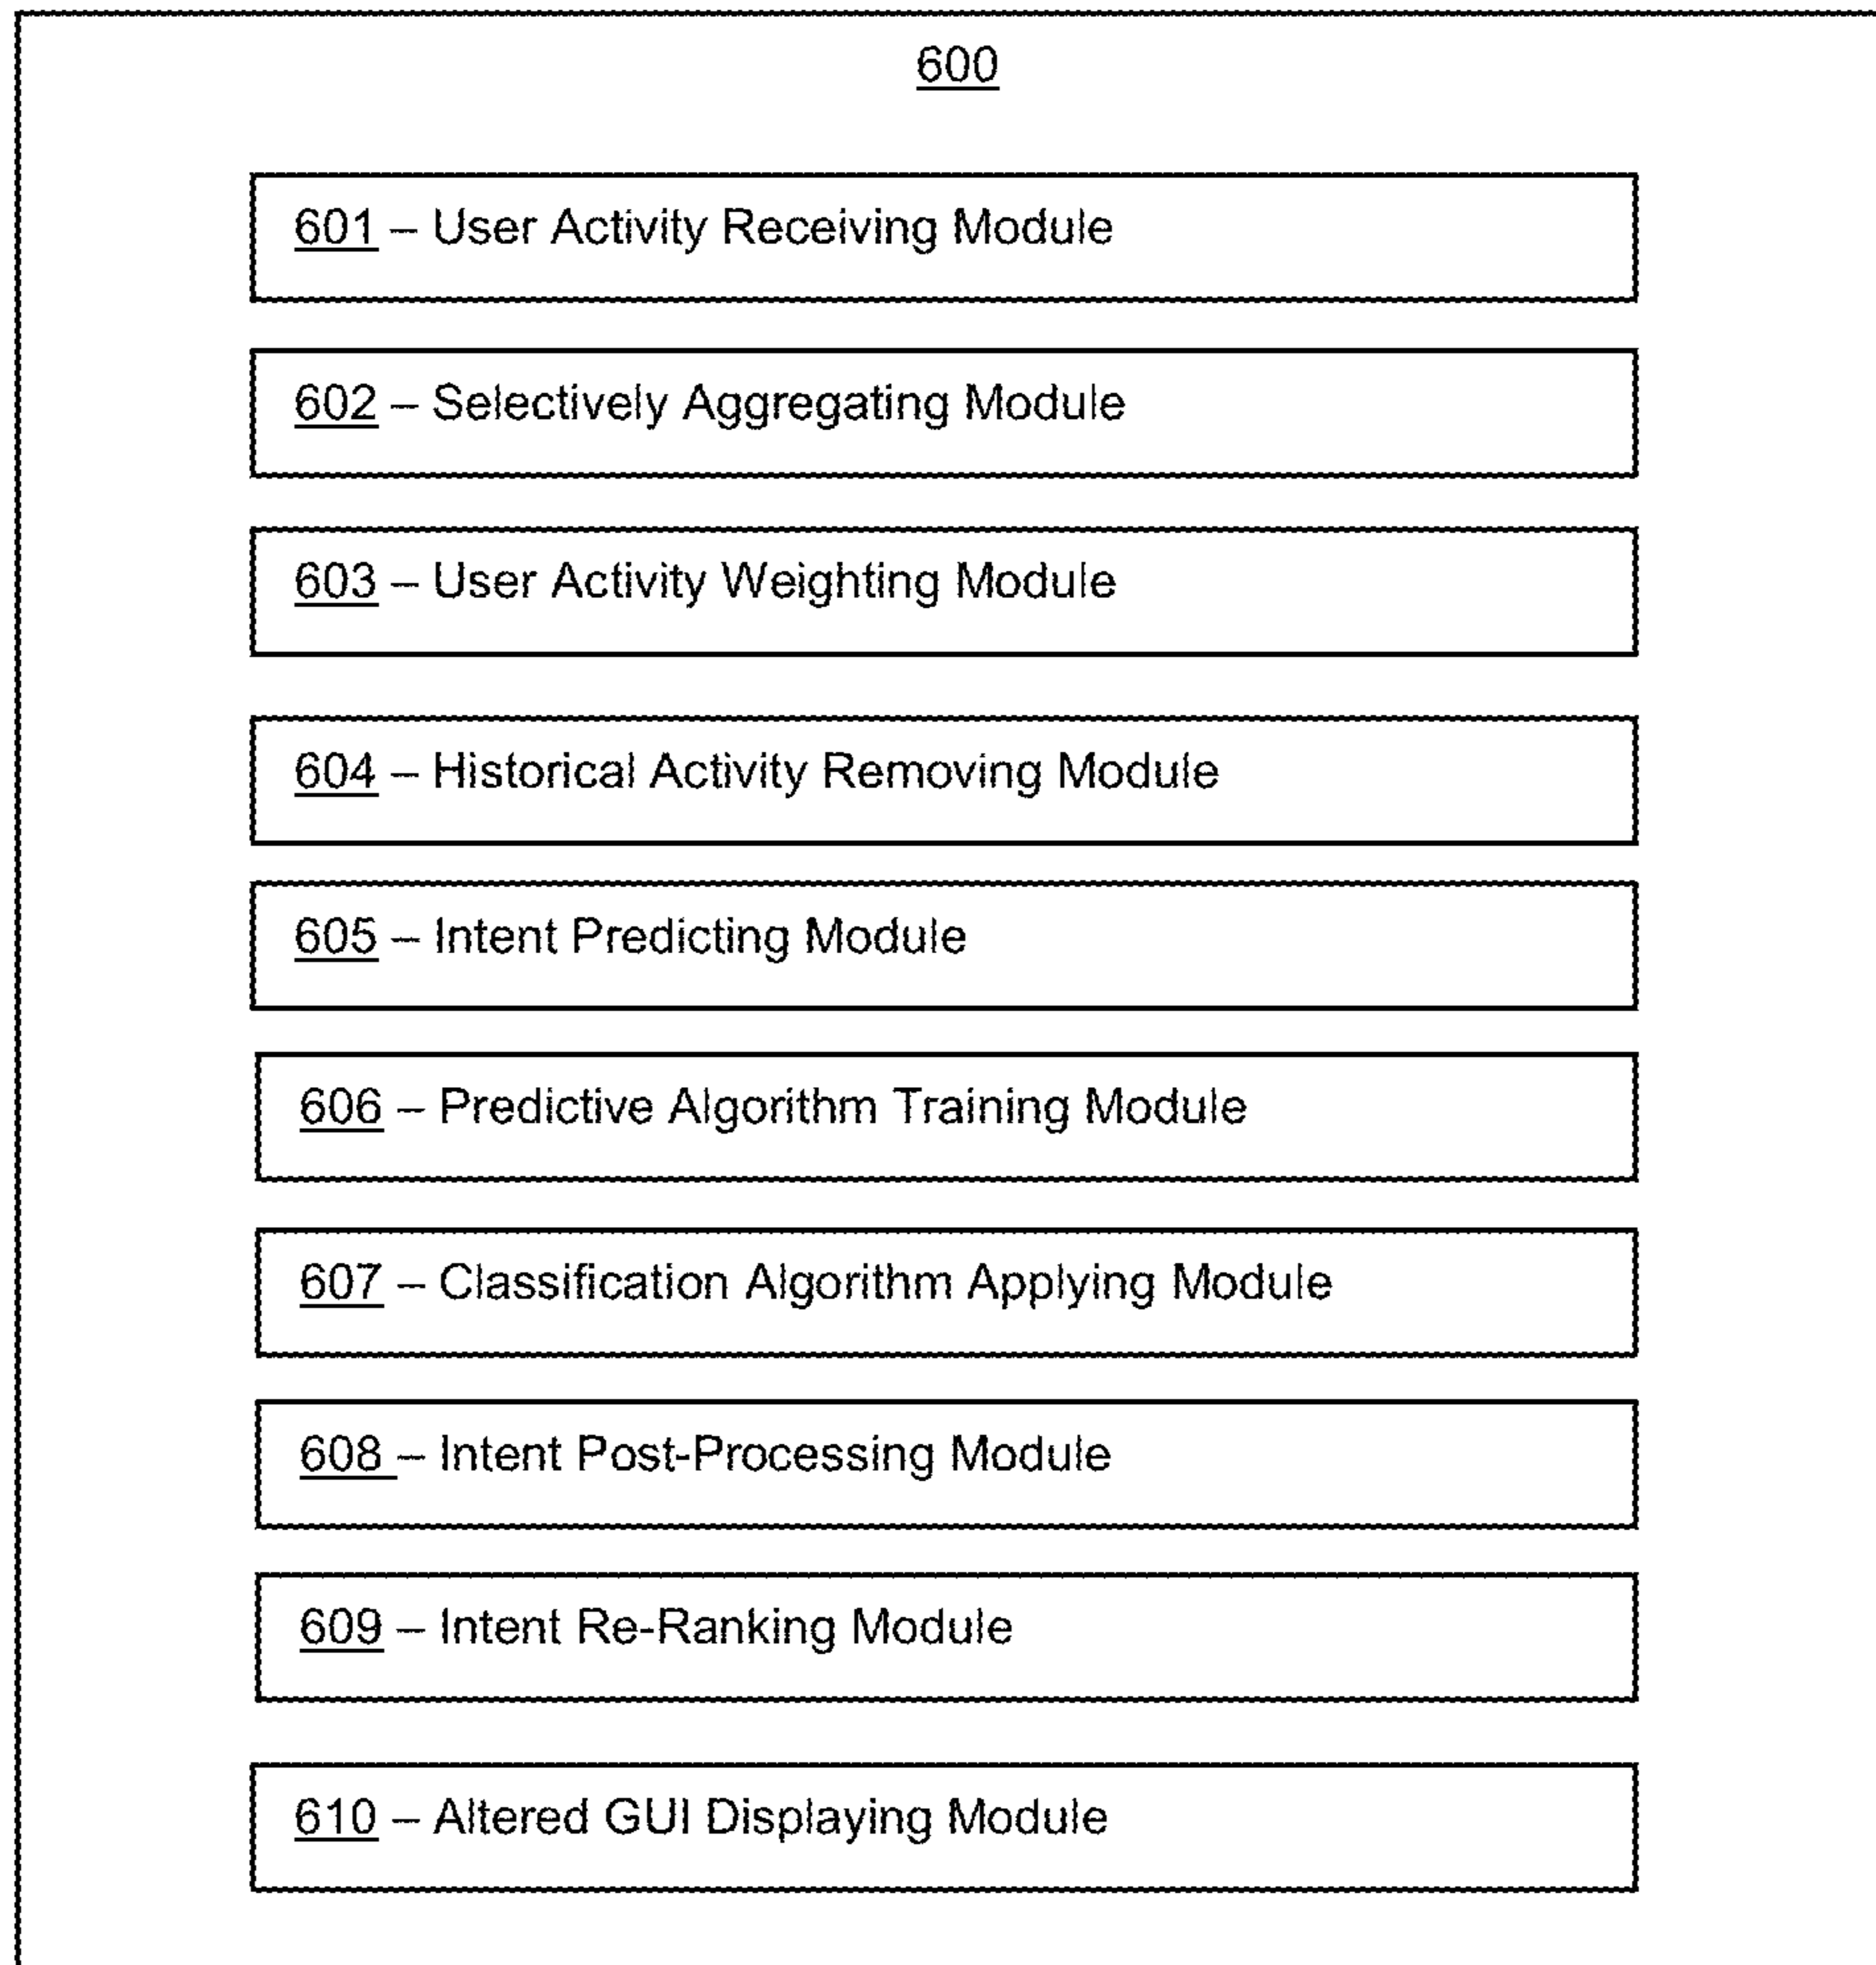 600
601 – User Activity Receiving Module
602 – Selectively Aggregating Module
603 – User Activity Weighting Module
604 – Historical Activity Removing Module
605 – Intent Predicting Module
606 – Predictive Algorithm Training Module
607 – Classification Algorithm Applying Module
608 – Intent Post-Processing Module
609 – Intent Re-Ranking Module
610 – Altered GUI Displaying Module